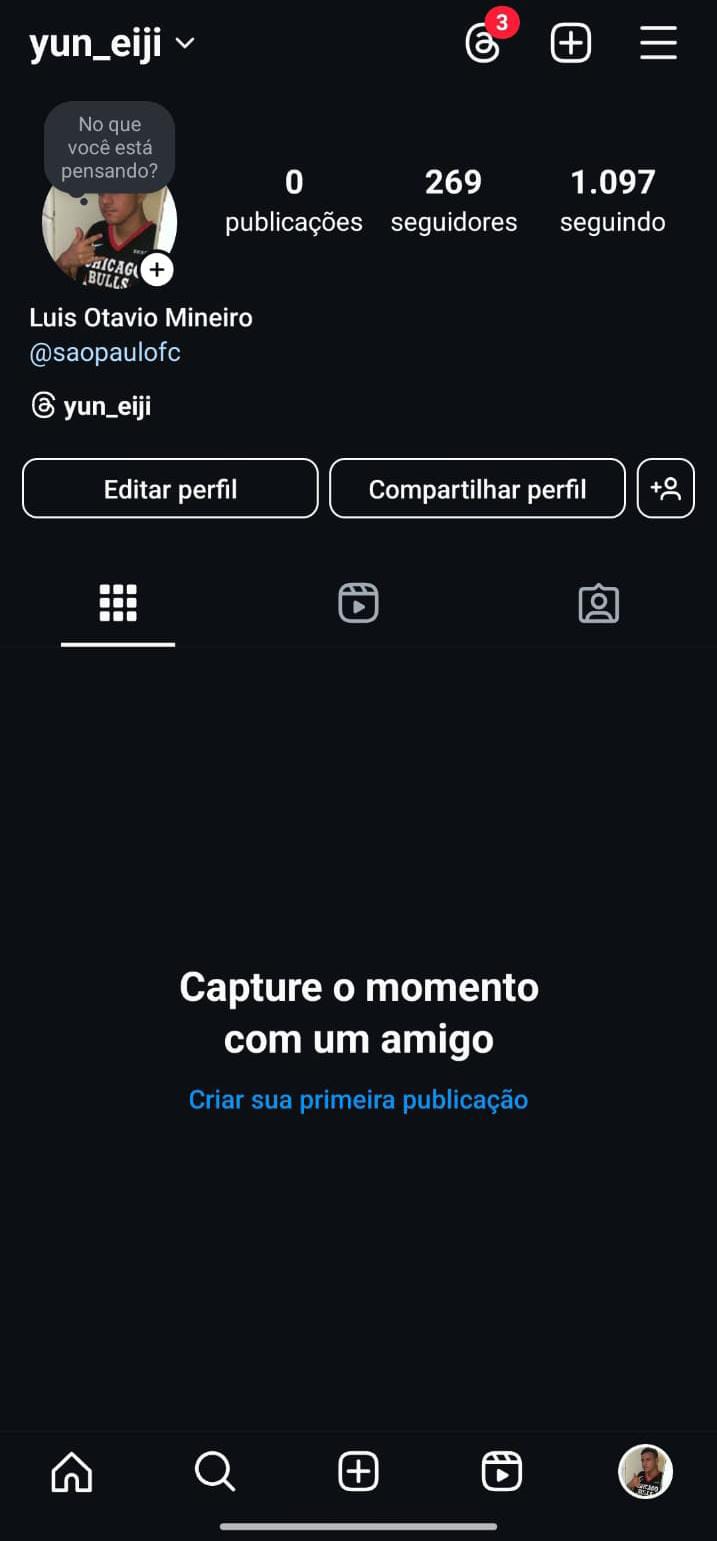 yun_eiji
3
No que
você está
pensando?
0
269
1.097
publicações
seguidores
seguindo
CHICAGO
BULLS
Luis Otavio Mineiro
@saopaulofc
yun_eiji
Editar perfil
Compartilhar perfil
Capture o momento
com um amigo
Criar sua primeira publicação